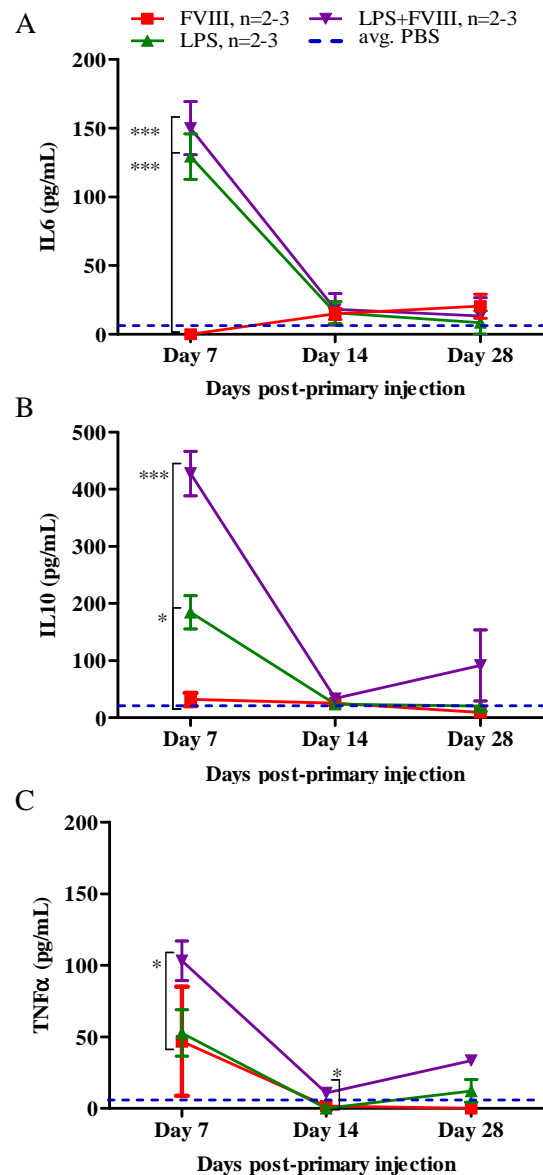 A
FVIII, n=2-3
LPS+FVIII, n=2-3
LPS, n=2-3
avg. PBS
200
150
100
50
0
IL6 (pg/mL)
***
***
Day 7
Day 14
Day 28
Days post-primary injection
B
500
400
300
200
100
0
IL10 (pg/mL)
***
*
Day 7
Day 14
Day 28
Days post-primary injection
C
200
150
100
50
0
TNFα (pg/mL)
*
*
Day 7
Day 14
Day 28
Days post-primary injection